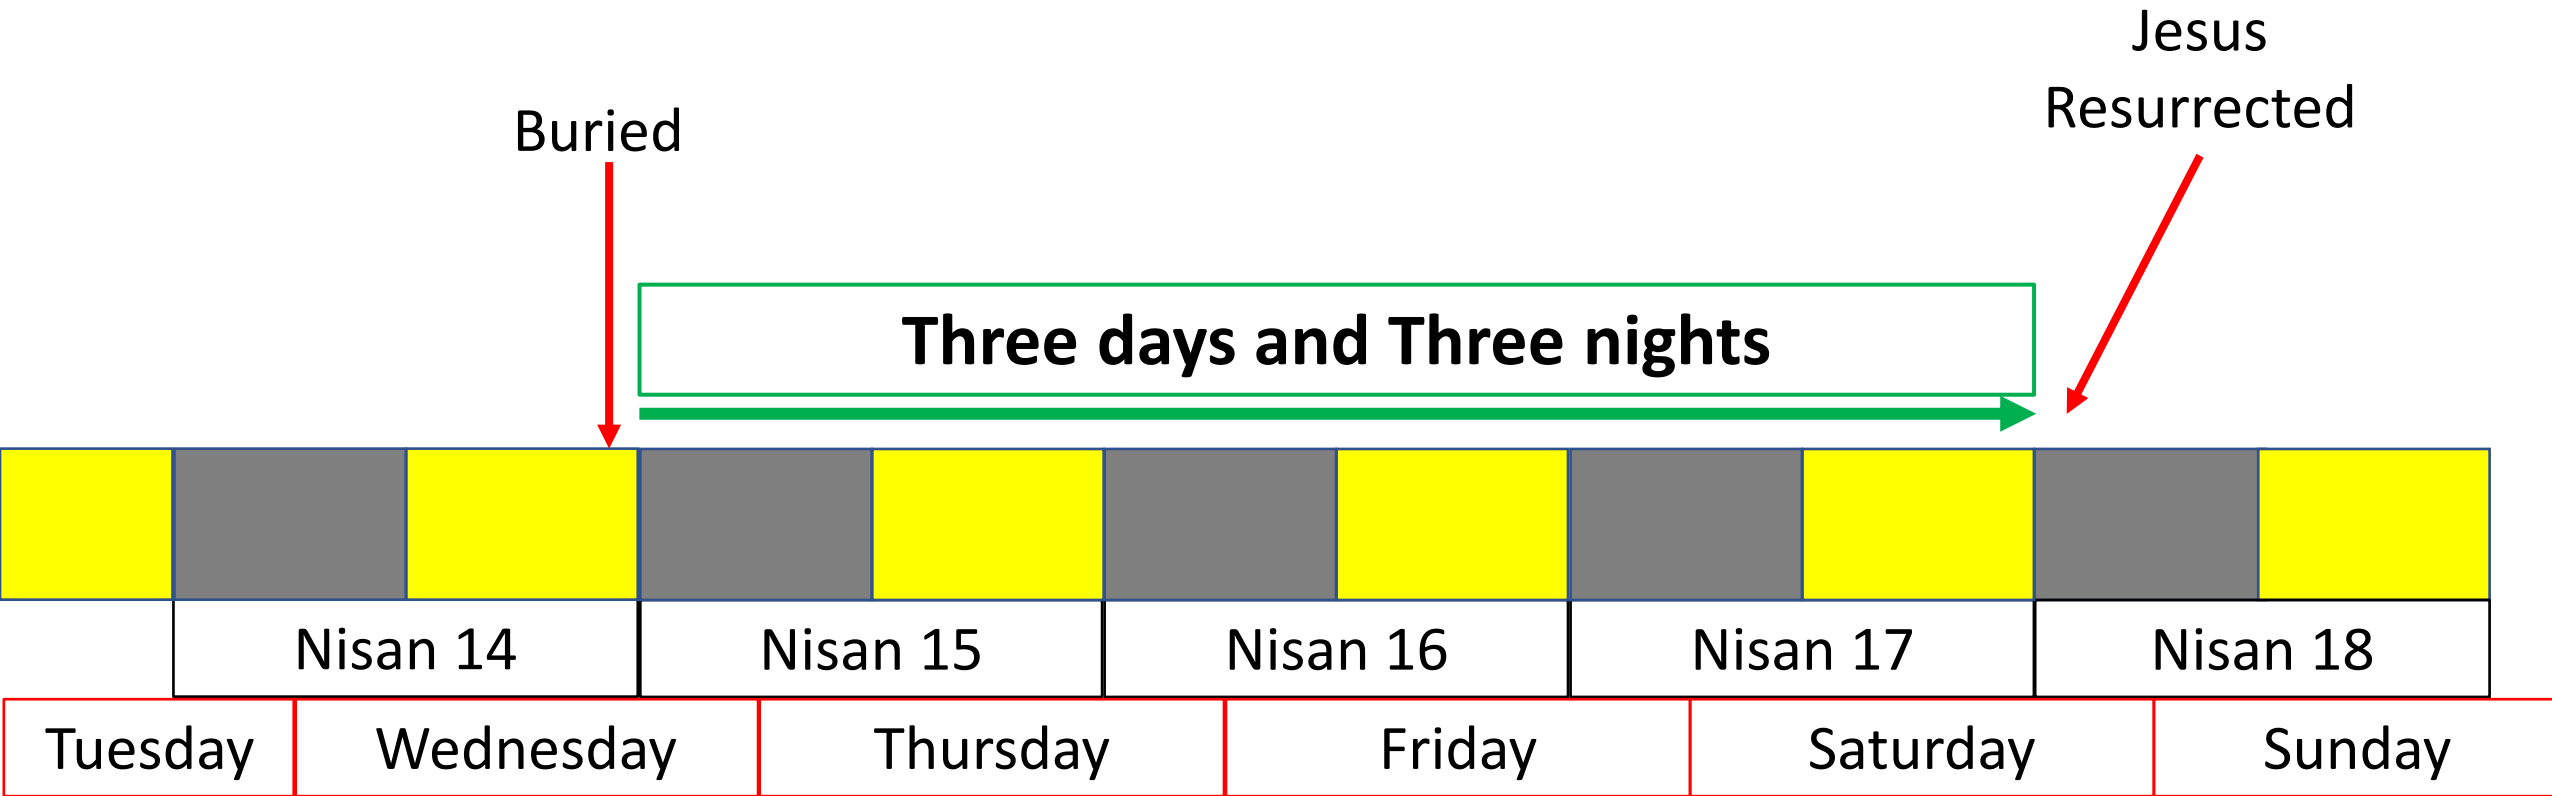 Jesus
Resurrected
Buried
Three days and Three nights
Nisan 14 Nisan 15 Nisan 16 Nisan 17 Nisan 18
Tuesday Wednesday Thursday Friday Saturday Sunday